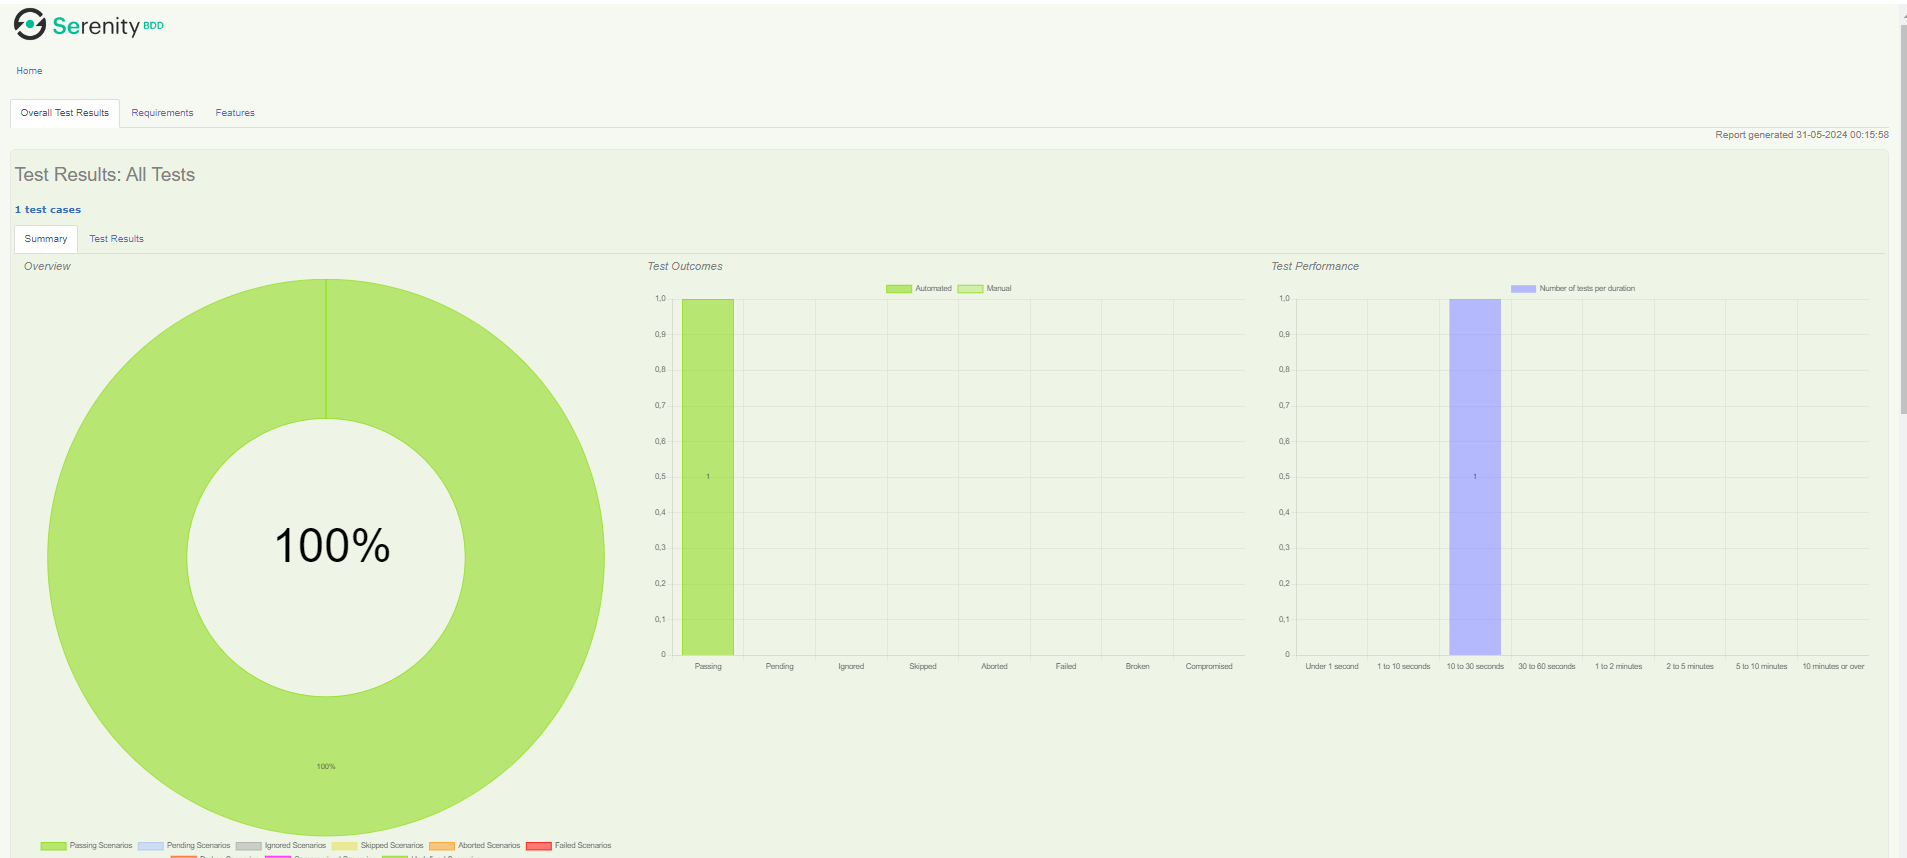 Serenity BDD
Home
Overall Test Results Requirements Features
Report generated 31-05-2024 00:15:58
Test Results: All Tests
1 test cases
Summary Test Results
Overview
100%
100%
Passing Scenarios Pending Scenarios Ignored Scenarios Skipped Scenarios Aborted Scenarios Failed Scenarios
Test Outcomes
Automated Manual
1,0
0,9
0,8
0,7
0,6
0,5
0,4
0,3
0,2
0,1
0
1
Passing Pending Ignored Skipped Aborted Failed Broken Compromised
Test Performance
Number of tests per duration
1,0
0,9
0,8
0,7
0,6
0,5
0,4
0,3
0,2
0,1
0
1
Under 1 second 1 to 10 seconds 10 to 30 seconds 30 to 60 seconds 1 to 2 minutes 2 to 5 minutes 5 to 10 minutes 10 minutes or over